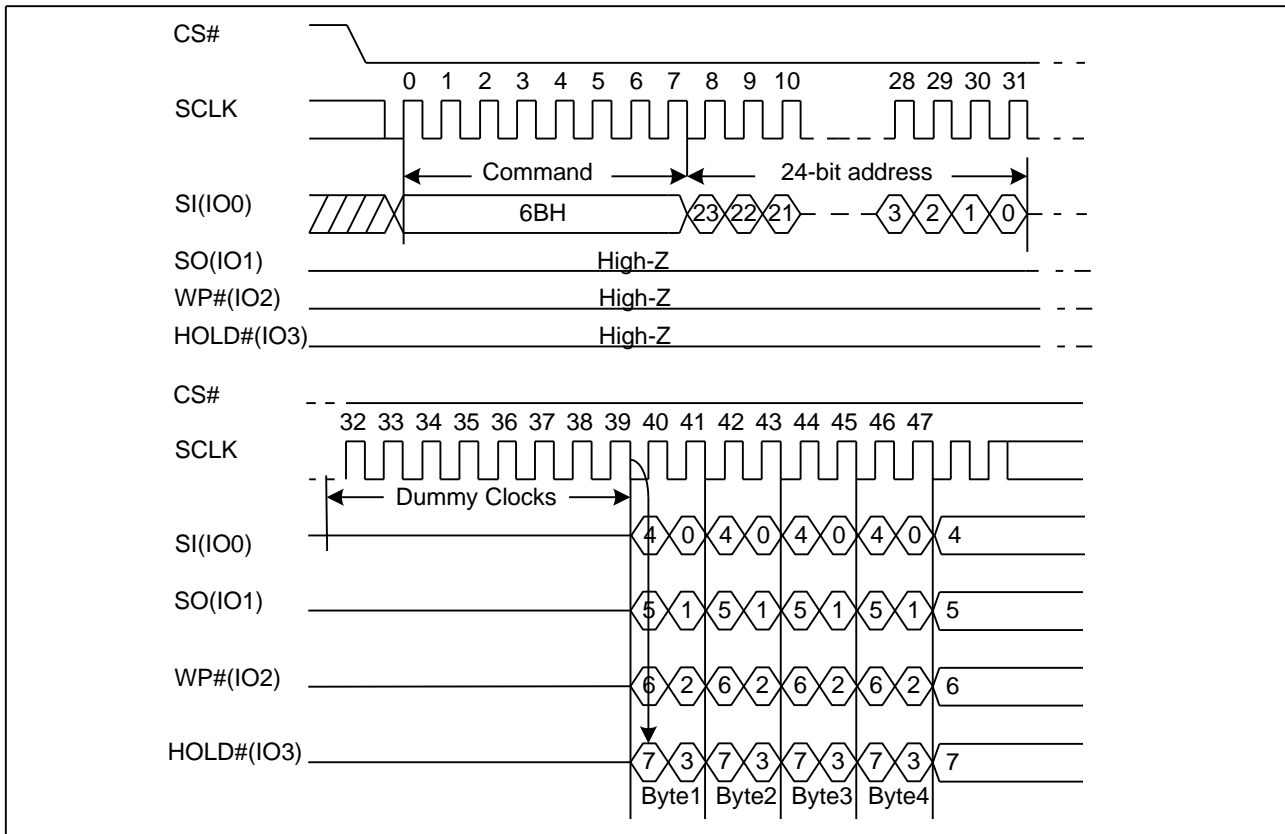 CS#
0 1 2 3 4 5 6 7 8 9 10 28 29 30 31
SCLK
Command 24-bit address
SI(IO0) 6BH 23 22 21 3 2 1 0
SO(IO1) High-Z
WP#(IO2) High-Z
HOLD#(IO3) High-Z
CS#
32 33 34 35 36 37 38 39 40 41 42 43 44 45 46 47
SCLK
Dummy Clocks
SI(IO0) 4 0 4 0 4 0 4 0 4
SO(IO1) 5 1 5 1 5 1 5 1 5
WP#(IO2) 6 2 6 2 6 2 6 2 6
HOLD#(IO3) 7 3 7 3 7 3 7 3 7
Byte1 Byte2 Byte3 Byte4